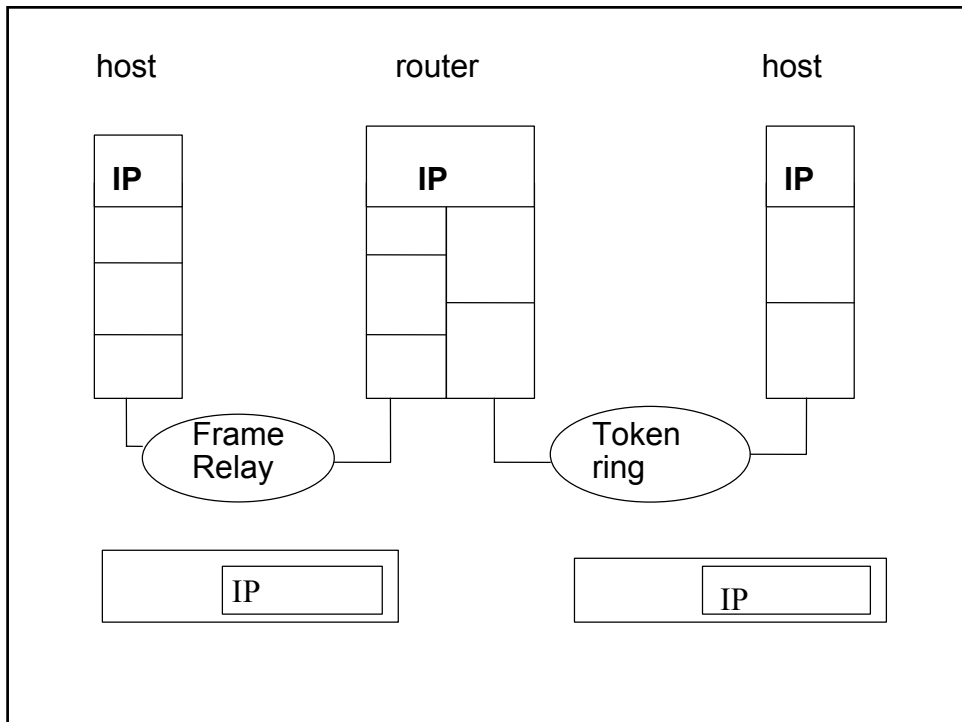 host router host
IP IP IP
Frame
Relay
Token
ring
IP IP